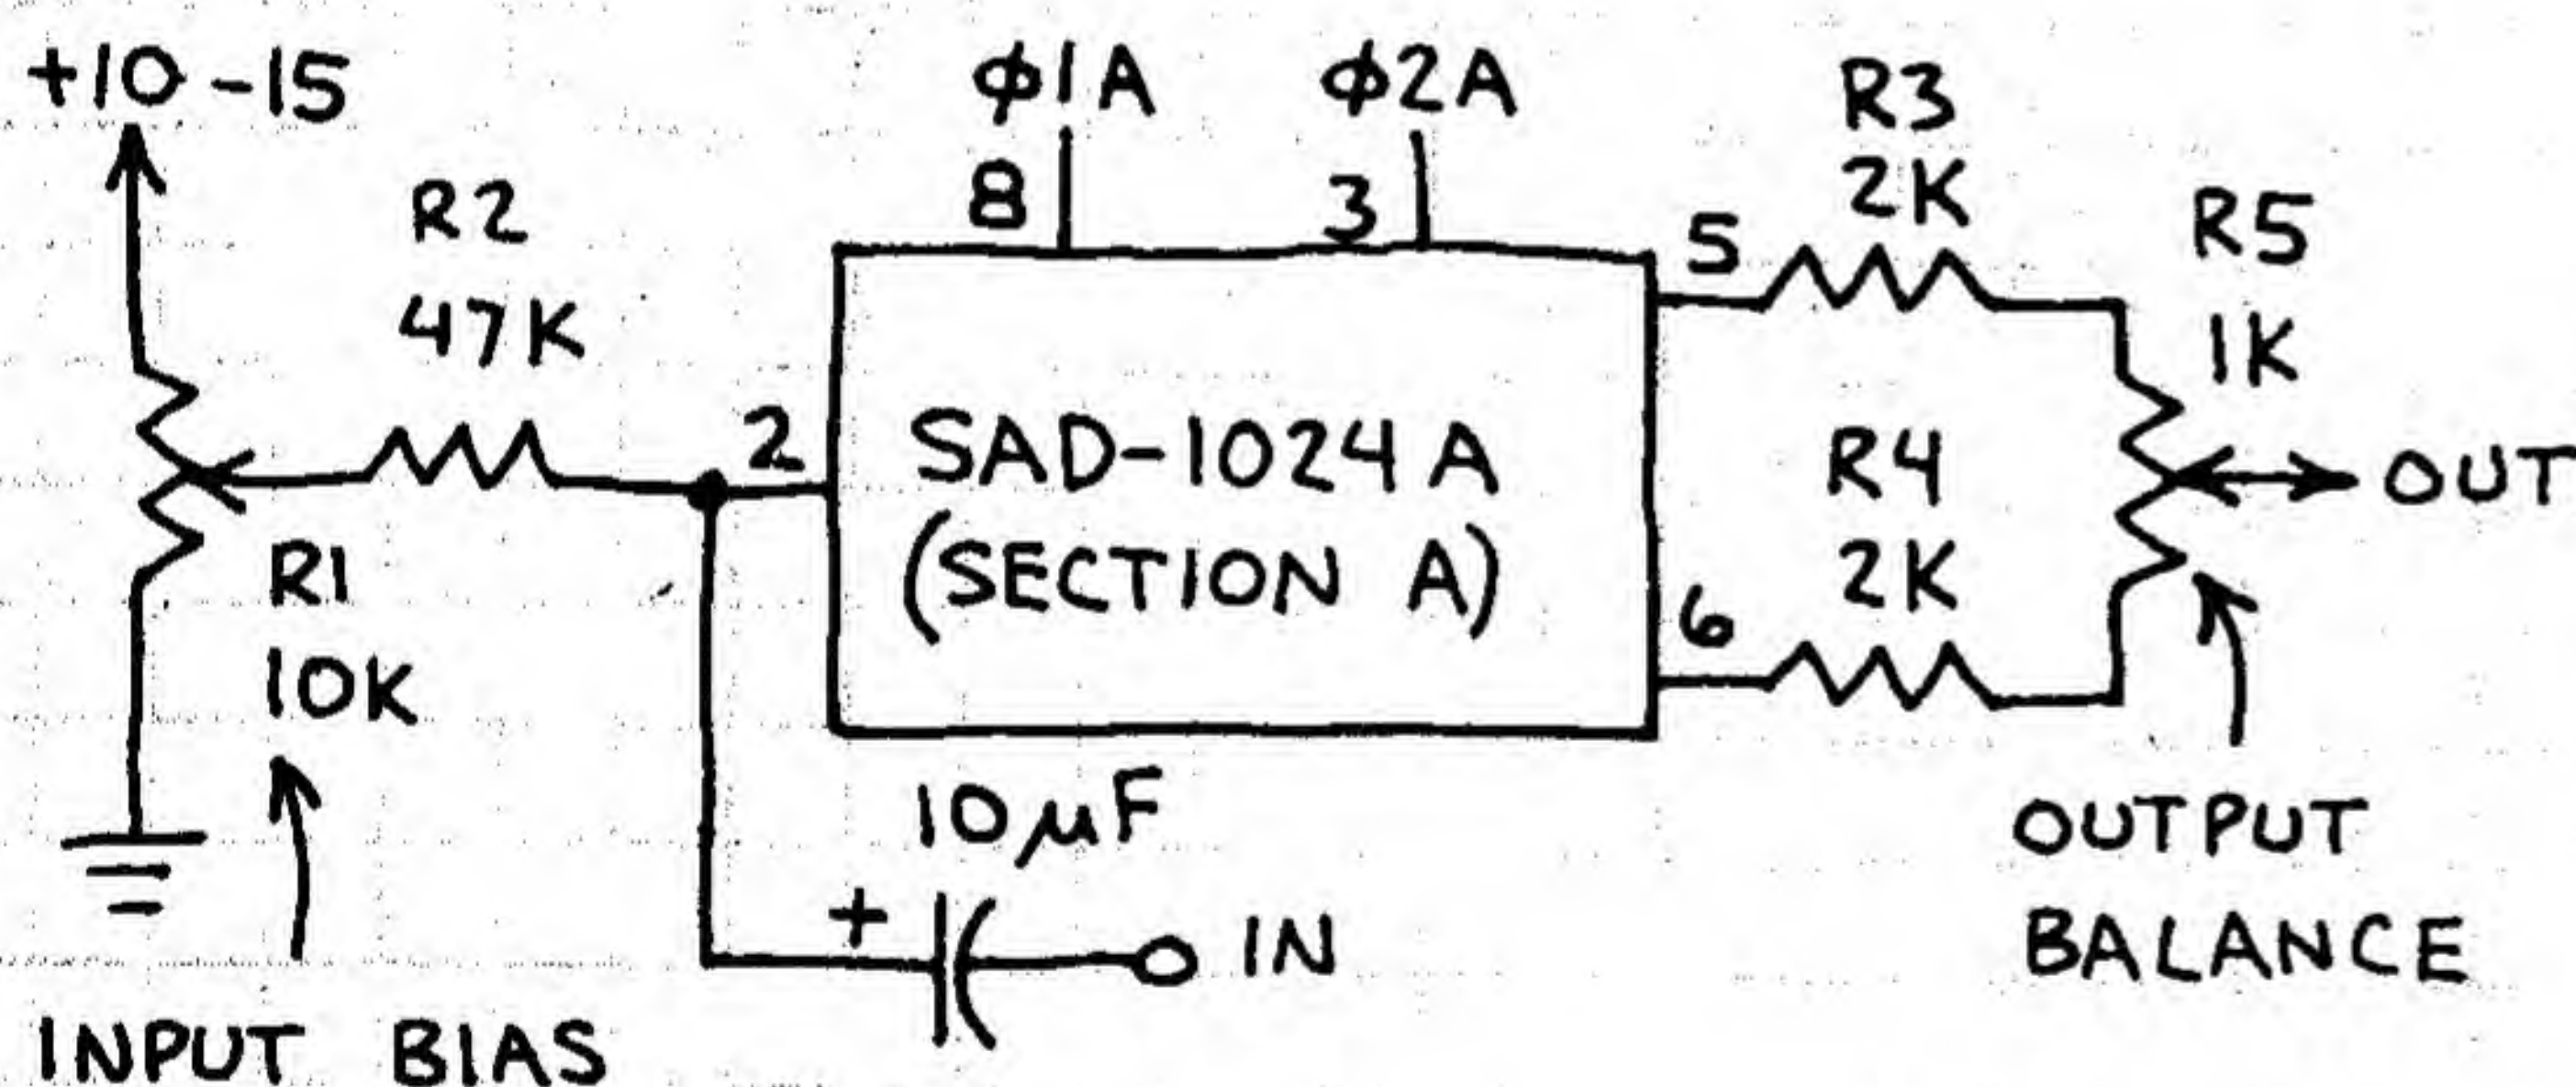 +10-15
φ1A
φ2A
R3
2K
8
3
R2
47K
5
R5
1K
2
SAD-1024A
(SECTION A)
R4
2K
OUT
R1
10K
6
10µF
OUTPUT
BALANCE
+
IN
INPUT BIAS